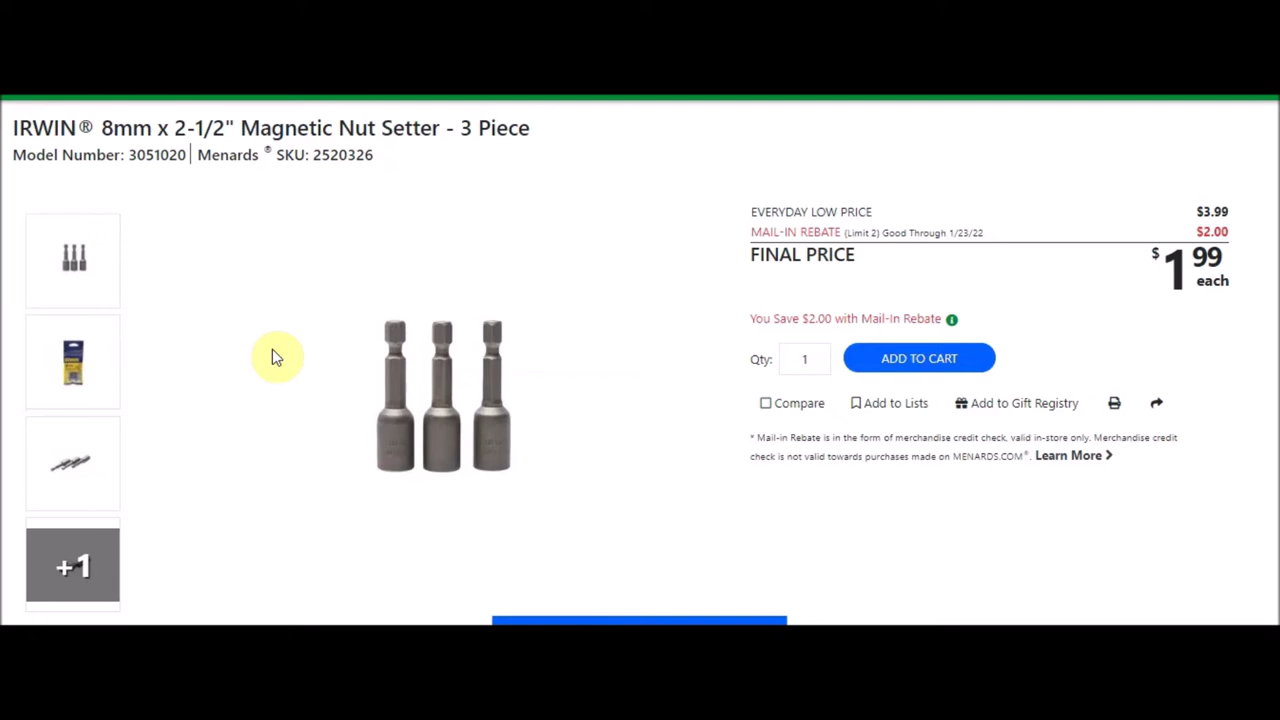 IRWIN® 8mm x 2-1/2" Magnetic Nut Setter - 3 Piece
Model Number: 3051020 Menards ® SKU: 2520326
EVERYDAY LOW PRICE $3.99
MAIL-IN REBATE (Limit 2) Good Through 1/23/22 $2.00
FINAL PRICE $1 99 each
You Save $2.00 with Mail-In Rebate
Qty: 1 ADD TO CART
Compare Add to Lists Add to Gift Registry
* Mail-in Rebate is in the form of merchandise credit check, valid in-store only. Merchandise credit
check is not valid towards purchases made on MENARDS.COM®. Learn More
+1